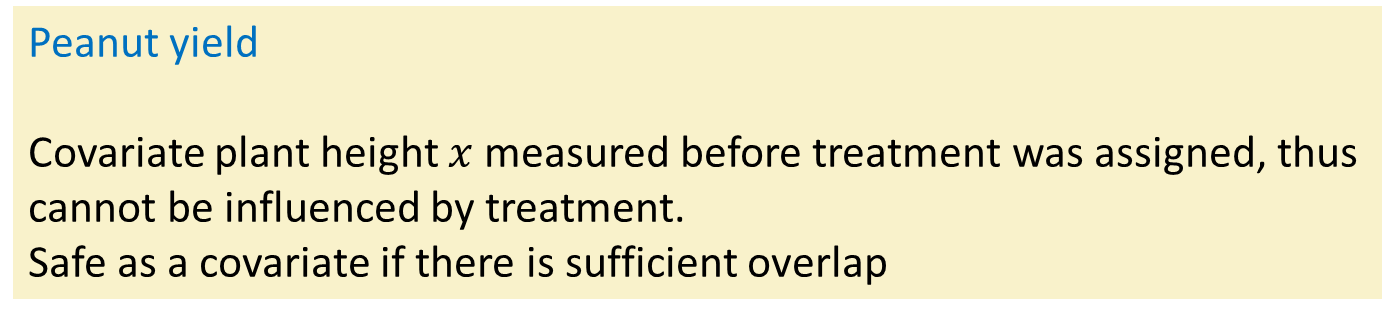 Peanut yield
Covariate plant height 𝑥 measured before treatment was assigned, thus
cannot be influenced by treatment.
Safe as a covariate if there is sufficient overlap